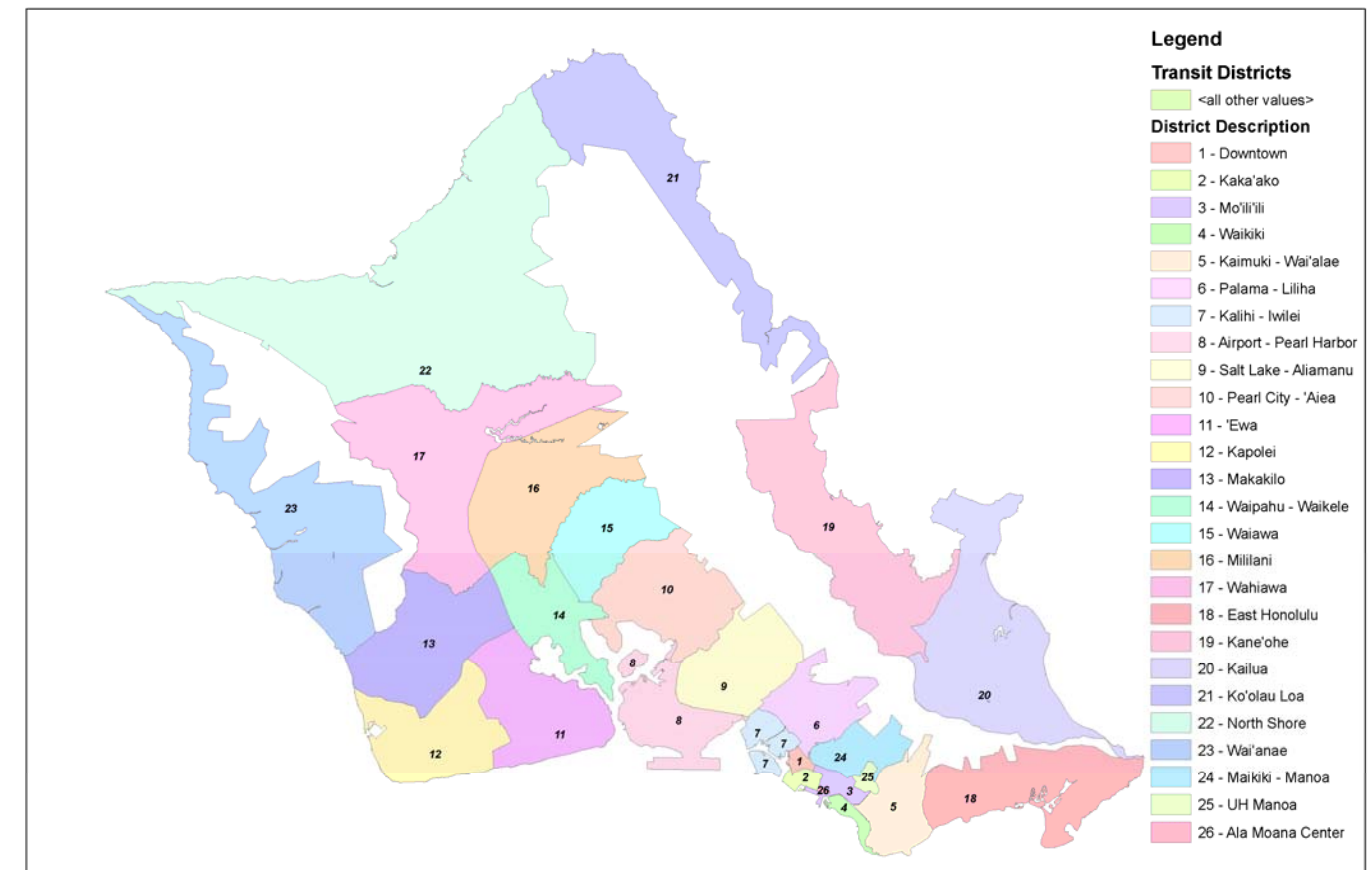 Legend
Transit Districts
<all other values>
District Description
1 - Downtown
2 - Kaka'ako
3 - Mo'ili'ili
4 - Waikiki
5 - Kaimuki - Wai'alae
6 - Palama - Liliha
7 - Kalihi - Iwilei
8 - Airport - Pearl Harbor
9 - Salt Lake - Aliamanu
10 - Pearl City - 'Aiea
11 - 'Ewa
12 - Kapolei
13 - Makakilo
14 - Waipahu - Waikele
15 - Waiawa
16 - Mililani
17 - Wahiawa
18 - East Honolulu
19 - Kane'ohe
20 - Kailua
21 - Ko'olau Loa
22 - North Shore
23 - Wai'anae
24 - Maikiki - Manoa
25 - UH Manoa
26 - Ala Moana Center
21
22
17
16
23
15
19
10
14
13
8
9
20
8
6
11
7
7
12
24
7
1
25
2
26
3
18
4
5